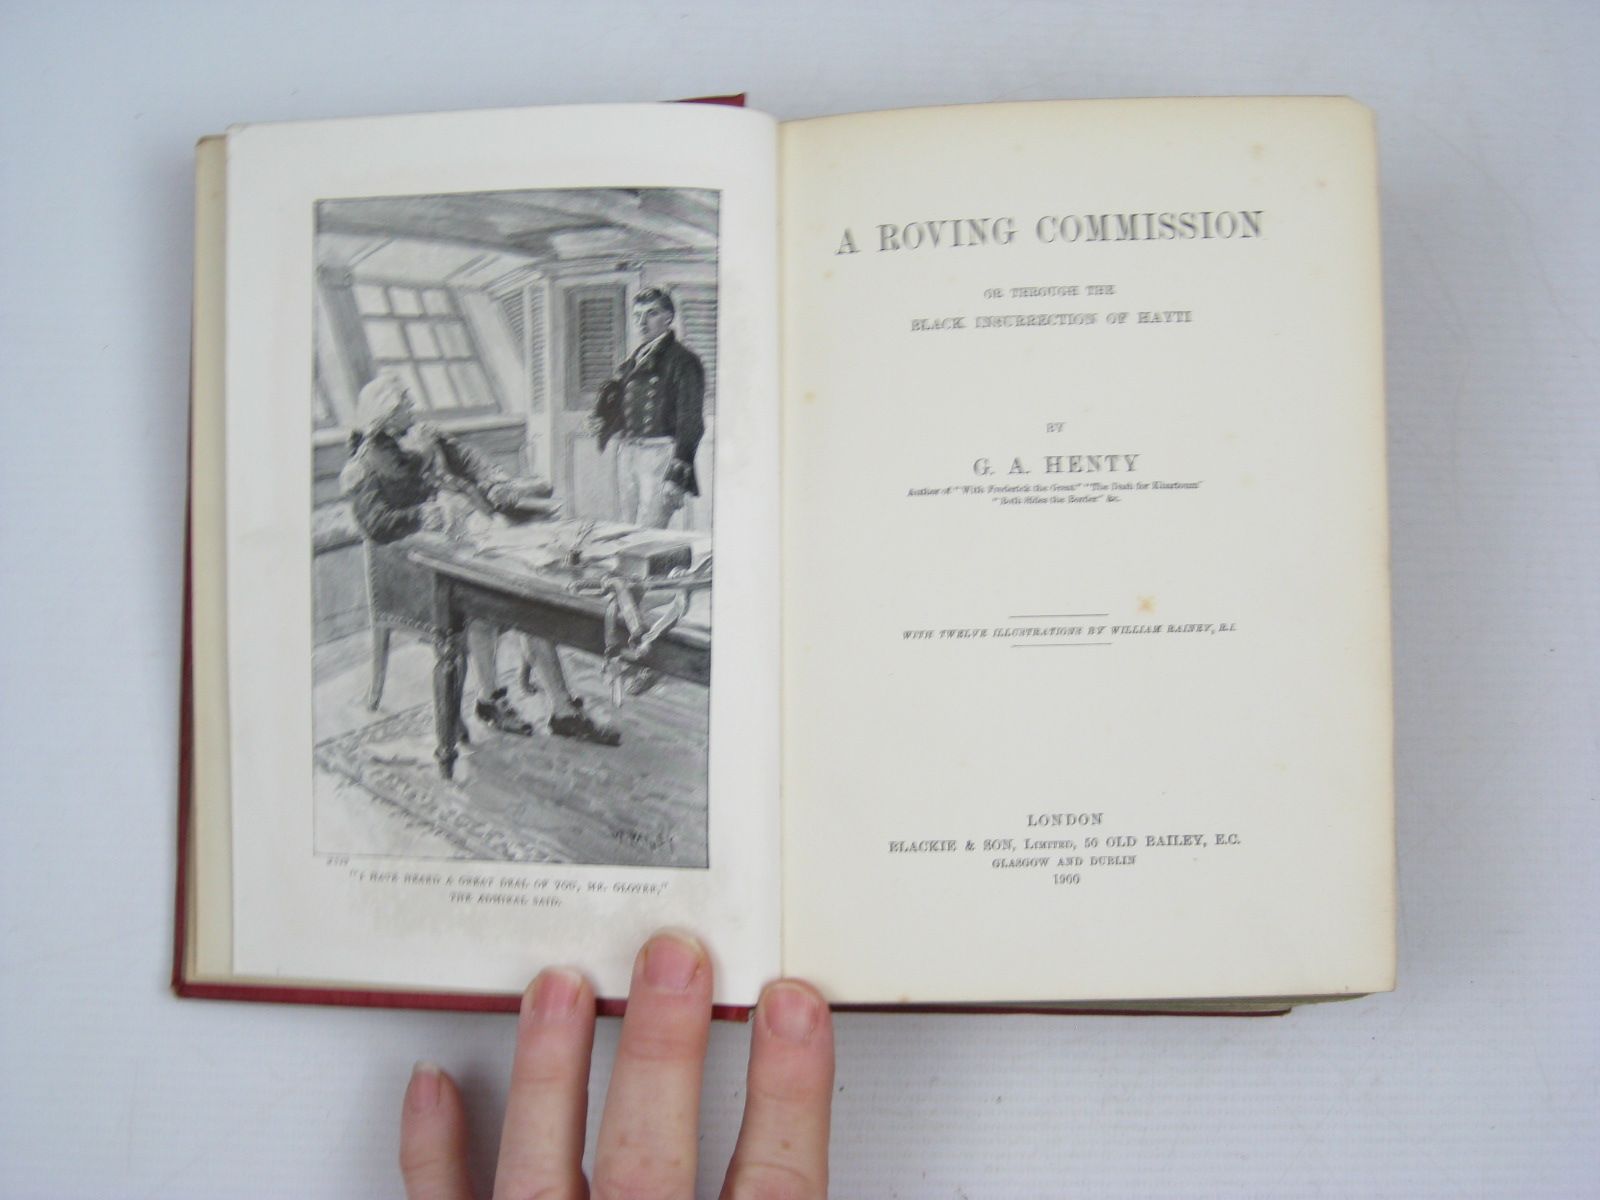 "I HAVE HEARD A GREAT DEAL OF YOU, MR. GLOVER,"
THE ADMIRAL SAID.
A ROVING COMMISSION
OR THROUGH THE
BLACK INSURRECTION OF HAYTI
BY
G. A. HENTY
Author of "With Frederick the Great" "The Dash for Khartoum"
"Both Sides the Border" &c.
WITH TWELVE ILLUSTRATIONS BY WILLIAM RAINEY, R.I.
LONDON
BLACKIE & SON, LIMITED, 50 OLD BAILEY, E.C.
GLASGOW AND DUBLIN
1900